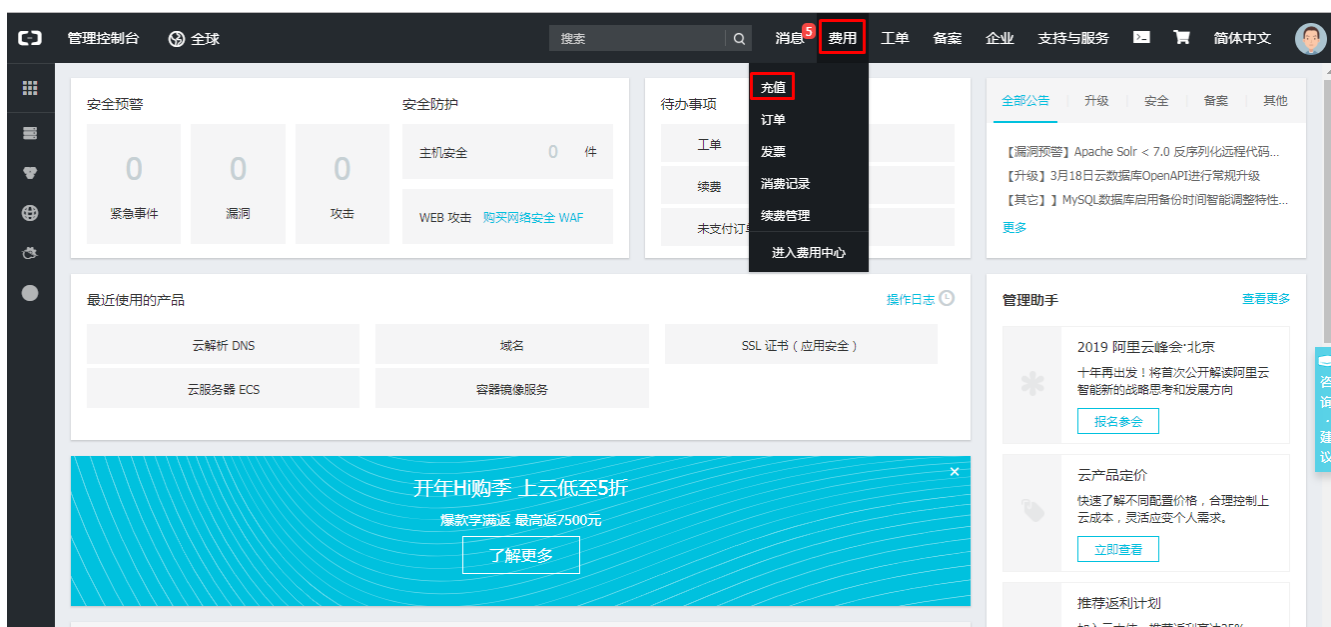 管理控制台
全球
搜索
消息
5
费用
工单
备案
企业
支持与服务
简体中文
充值
订单
发票
消费记录
续费管理
进入费用中心
安全预警
0
紧急事件
0
漏洞
0
攻击
安全防护
主机安全 0 件
WEB 攻击 购买网络安全 WAF
待办事项
工单
续费
未支付订
全部公告
升级
安全
备案
其他
【漏洞预警】Apache Solr < 7.0 反序列化远程代码...
【升级】3月18日云数据库OpenAPI进行常规升级
【其它】】MySQL数据库启用备份时间智能调整特性...
更多
最近使用的产品
操作日志
云解析 DNS
域名
SSL 证书（应用安全）
云服务器 ECS
容器镜像服务
开年Hi购季 上云低至5折
爆款享满返 最高返7500元
了解更多
×
管理助手
查看更多
2019 阿里云峰会·北京
十年再出发！将首次公开解读阿里云
智能新的战略思考和发展方向
报名参会
云产品定价
快速了解不同配置价格，合理控制上
云成本，灵活应变个人需求。
立即查看
推荐返利计划
咨
询
·
建
议